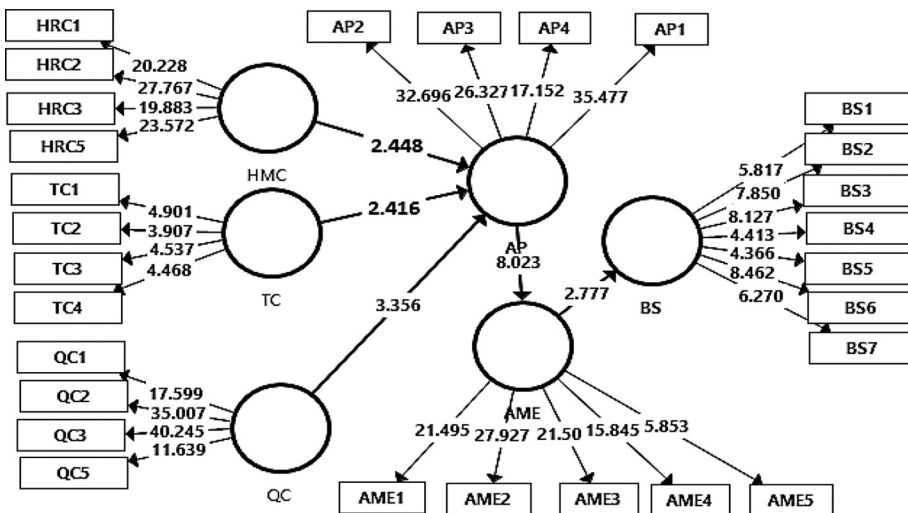 HRC1
HRC2
HRC3
HRC5
20.228
27.767
19.883
23.572
HMC
2.448
TC1
TC2
TC3
TC4
4.901
3.907
4.537
4.468
TC
2.416
QC1
QC2
QC3
QC5
17.599
35.007
40.245
11.639
QC
3.356
AP2
AP3
AP4
AP1
32.696
26.327
17.152
35.477
AP
8.023
AME
2.777
21.495
27.927
21.50
15.845
5.853
AME1
AME2
AME3
AME4
AME5
BS
5.817
7.850
8.127
4.413
4.366
8.462
6.270
BS1
BS2
BS3
BS4
BS5
BS6
BS7